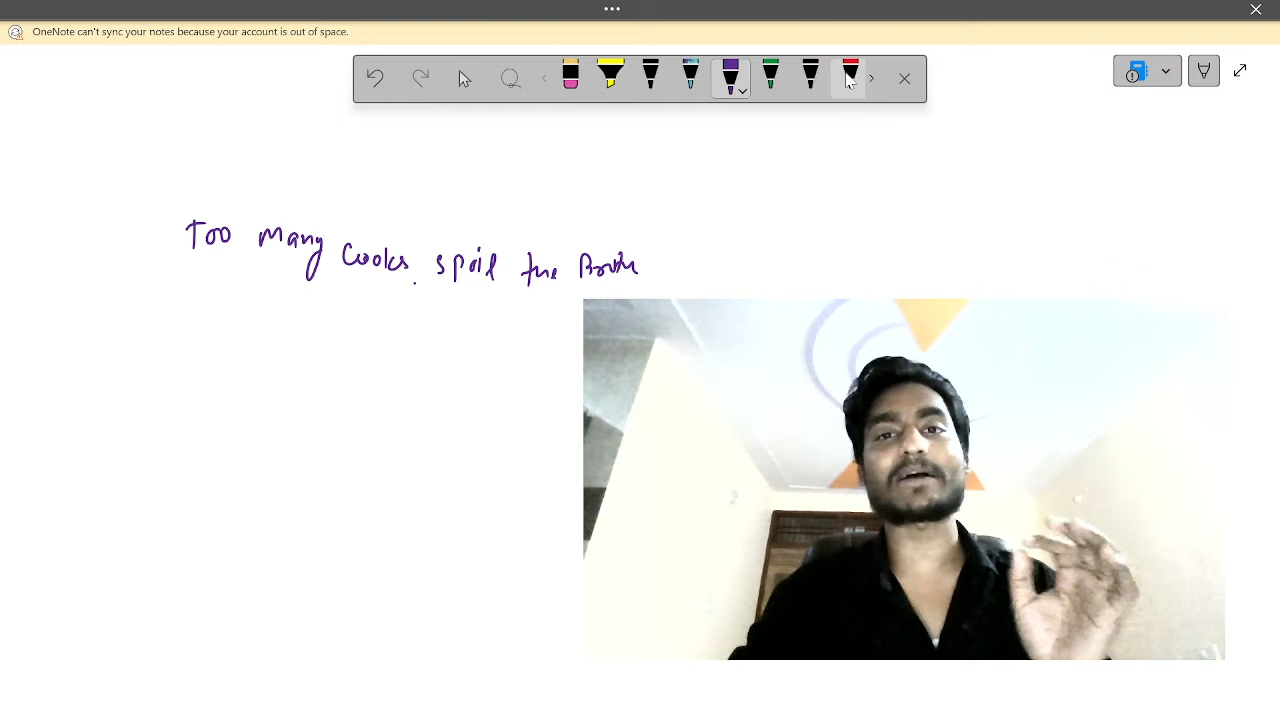 OneNote can't sync your notes because your account is out of space.
Too Many Cooks. spoil the Broth